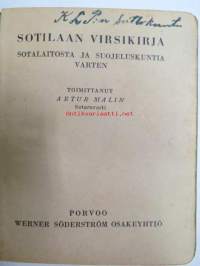 SOTILAAN VIRSIKIRJA
SOTALAITOSTA JA SUOJELUSKUNTIA
VARTEN
TOIMITTANUT
ARTUR MALIN
Sotarovasti
PORVOO
WERNER SÖDERSTRÖM OSAKEYHTIÖ